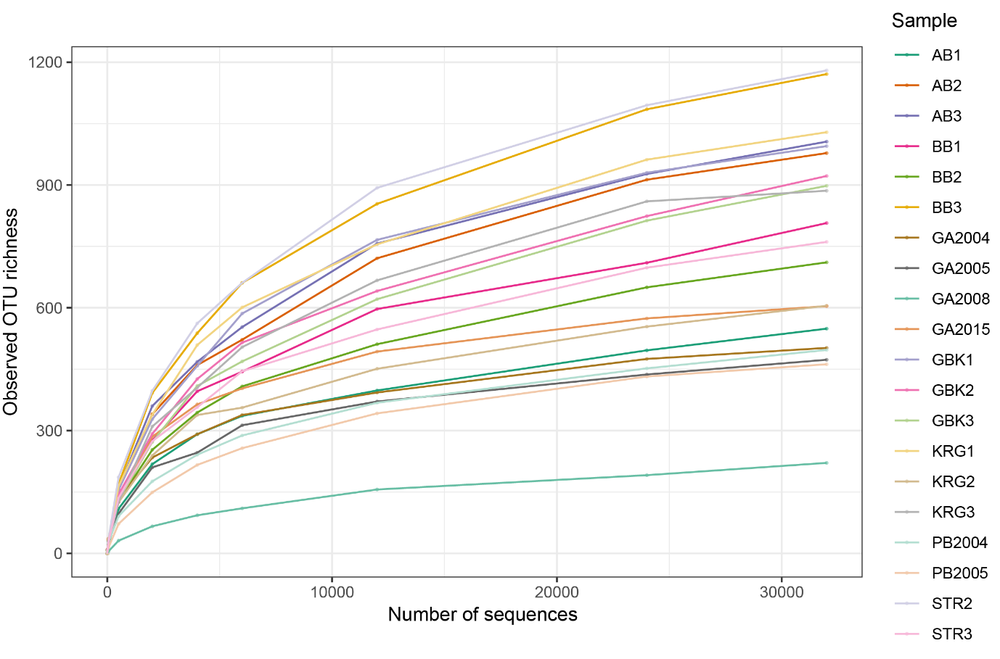 Sample
AB1
AB2
AB3
BB1
BB2
BB3
GA2004
GA2005
GA2008
GA2015
GBK1
GBK2
GBK3
KRG1
KRG2
KRG3
PB2004
PB2005
STR2
STR3
Observed OTU richness
1200
900
600
300
0
0 10000 20000 30000
Number of sequences